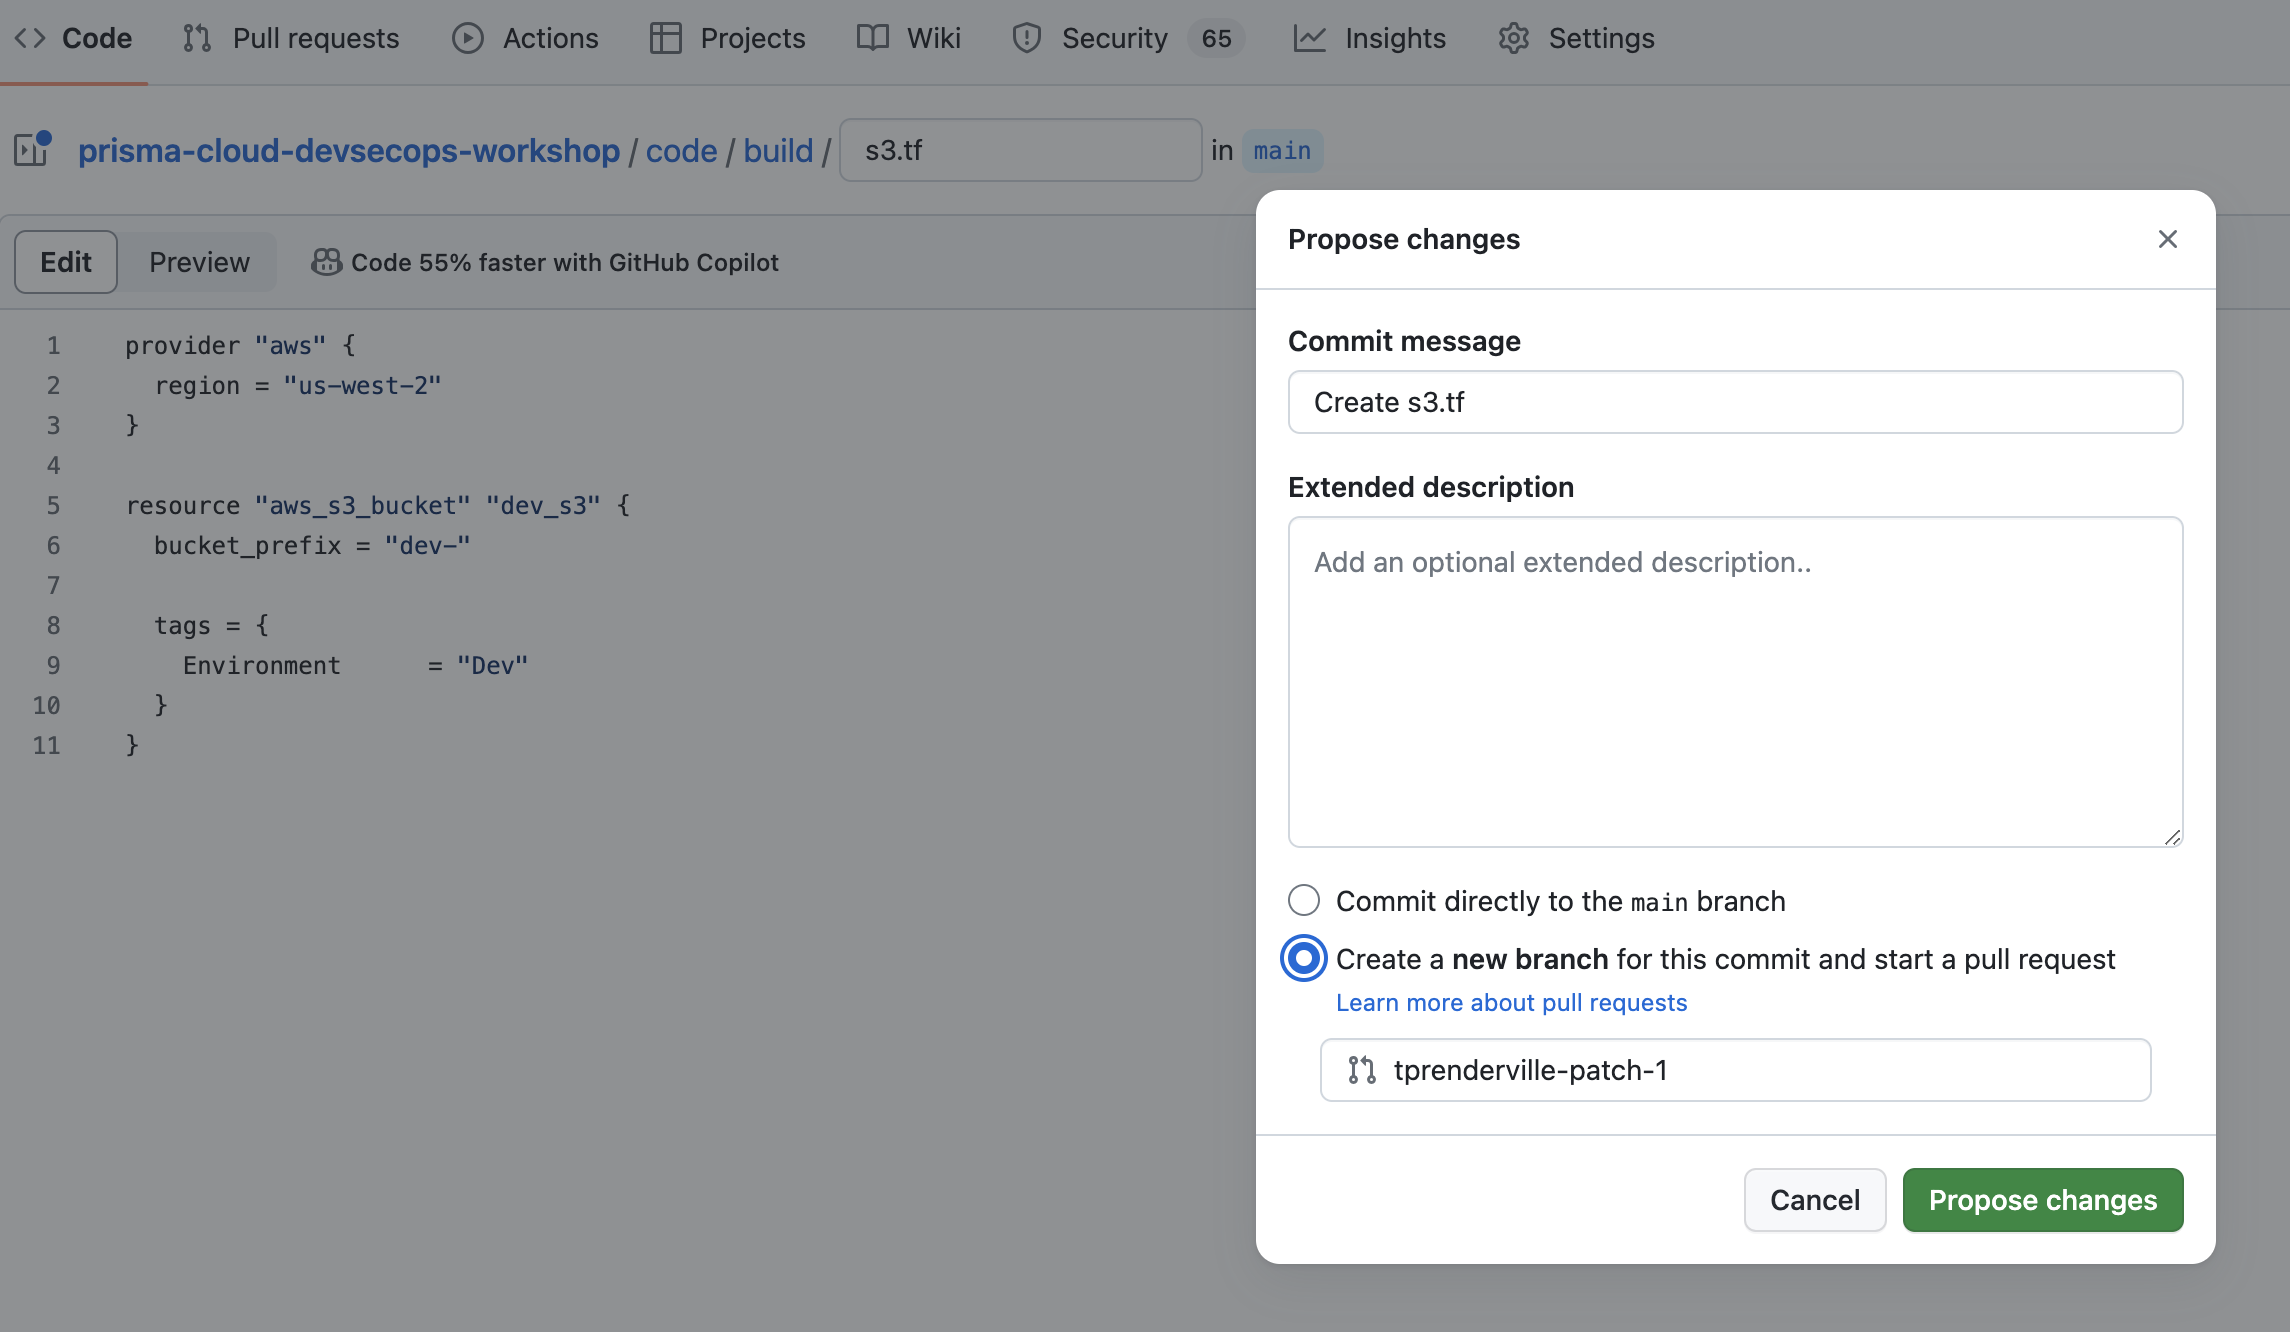 Code Pull requests Actions Projects Wiki Security 65 Insights Settings
prisma-cloud-devsecops-workshop / code / build / s3.tf in main
Edit Preview Code 55% faster with GitHub Copilot
1 provider "aws" {
2   region = "us-west-2"
3 }
4
5 resource "aws_s3_bucket" "dev_s3" {
6   bucket_prefix = "dev-"
7
8   tags = {
9     Environment      = "Dev"
10   }
11 }
Propose changes
Commit message
Create s3.tf
Extended description
Add an optional extended description..
Commit directly to the main branch
Create a new branch for this commit and start a pull request
Learn more about pull requests
tprenderville-patch-1
Cancel Propose changes